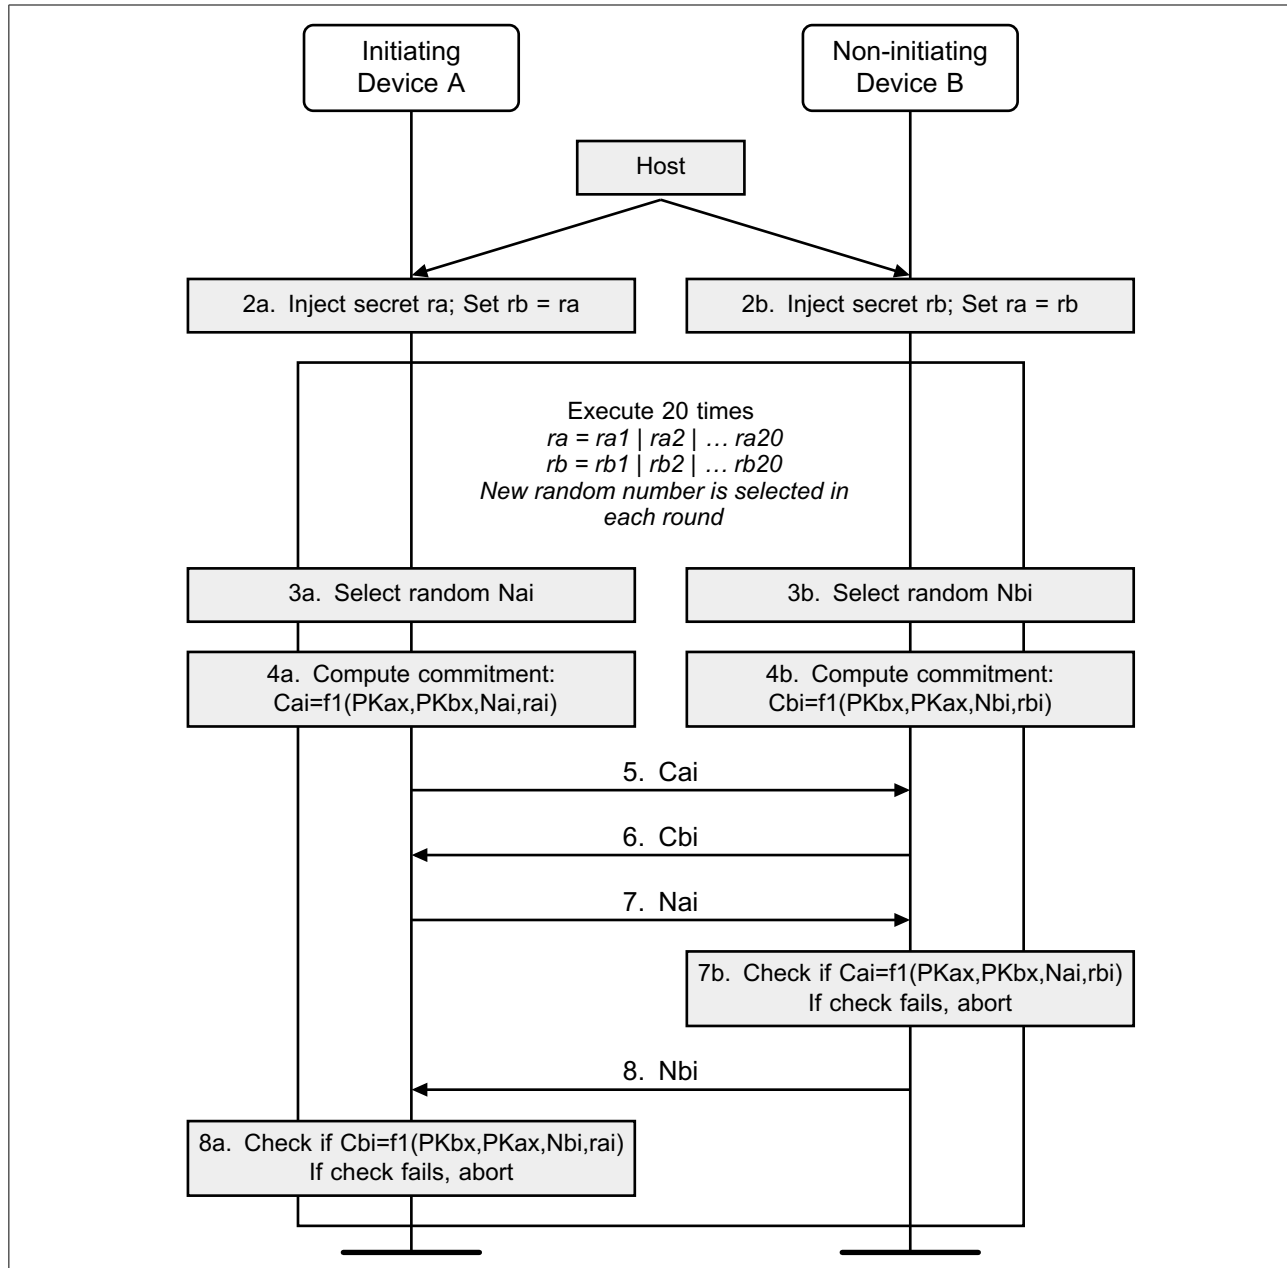 Initiating
Device A
Non-initiating
Device B
Host
2a. Inject secret ra; Set rb = ra
2b. Inject secret rb; Set ra = rb
Execute 20 times
ra = ra1 | ra2 | … ra20
rb = rb1 | rb2 | … rb20
New random number is selected in
each round
3a. Select random Nai
3b. Select random Nbi
4a. Compute commitment:
Cai=f1(PKax,PKbx,Nai,rai)
4b. Compute commitment:
Cbi=f1(PKbx,PKax,Nbi,rbi)
5. Cai
6. Cbi
7. Nai
7b. Check if Cai=f1(PKax,PKbx,Nai,rbi)
If check fails, abort
8. Nbi
8a. Check if Cbi=f1(PKbx,PKax,Nbi,rai)
If check fails, abort